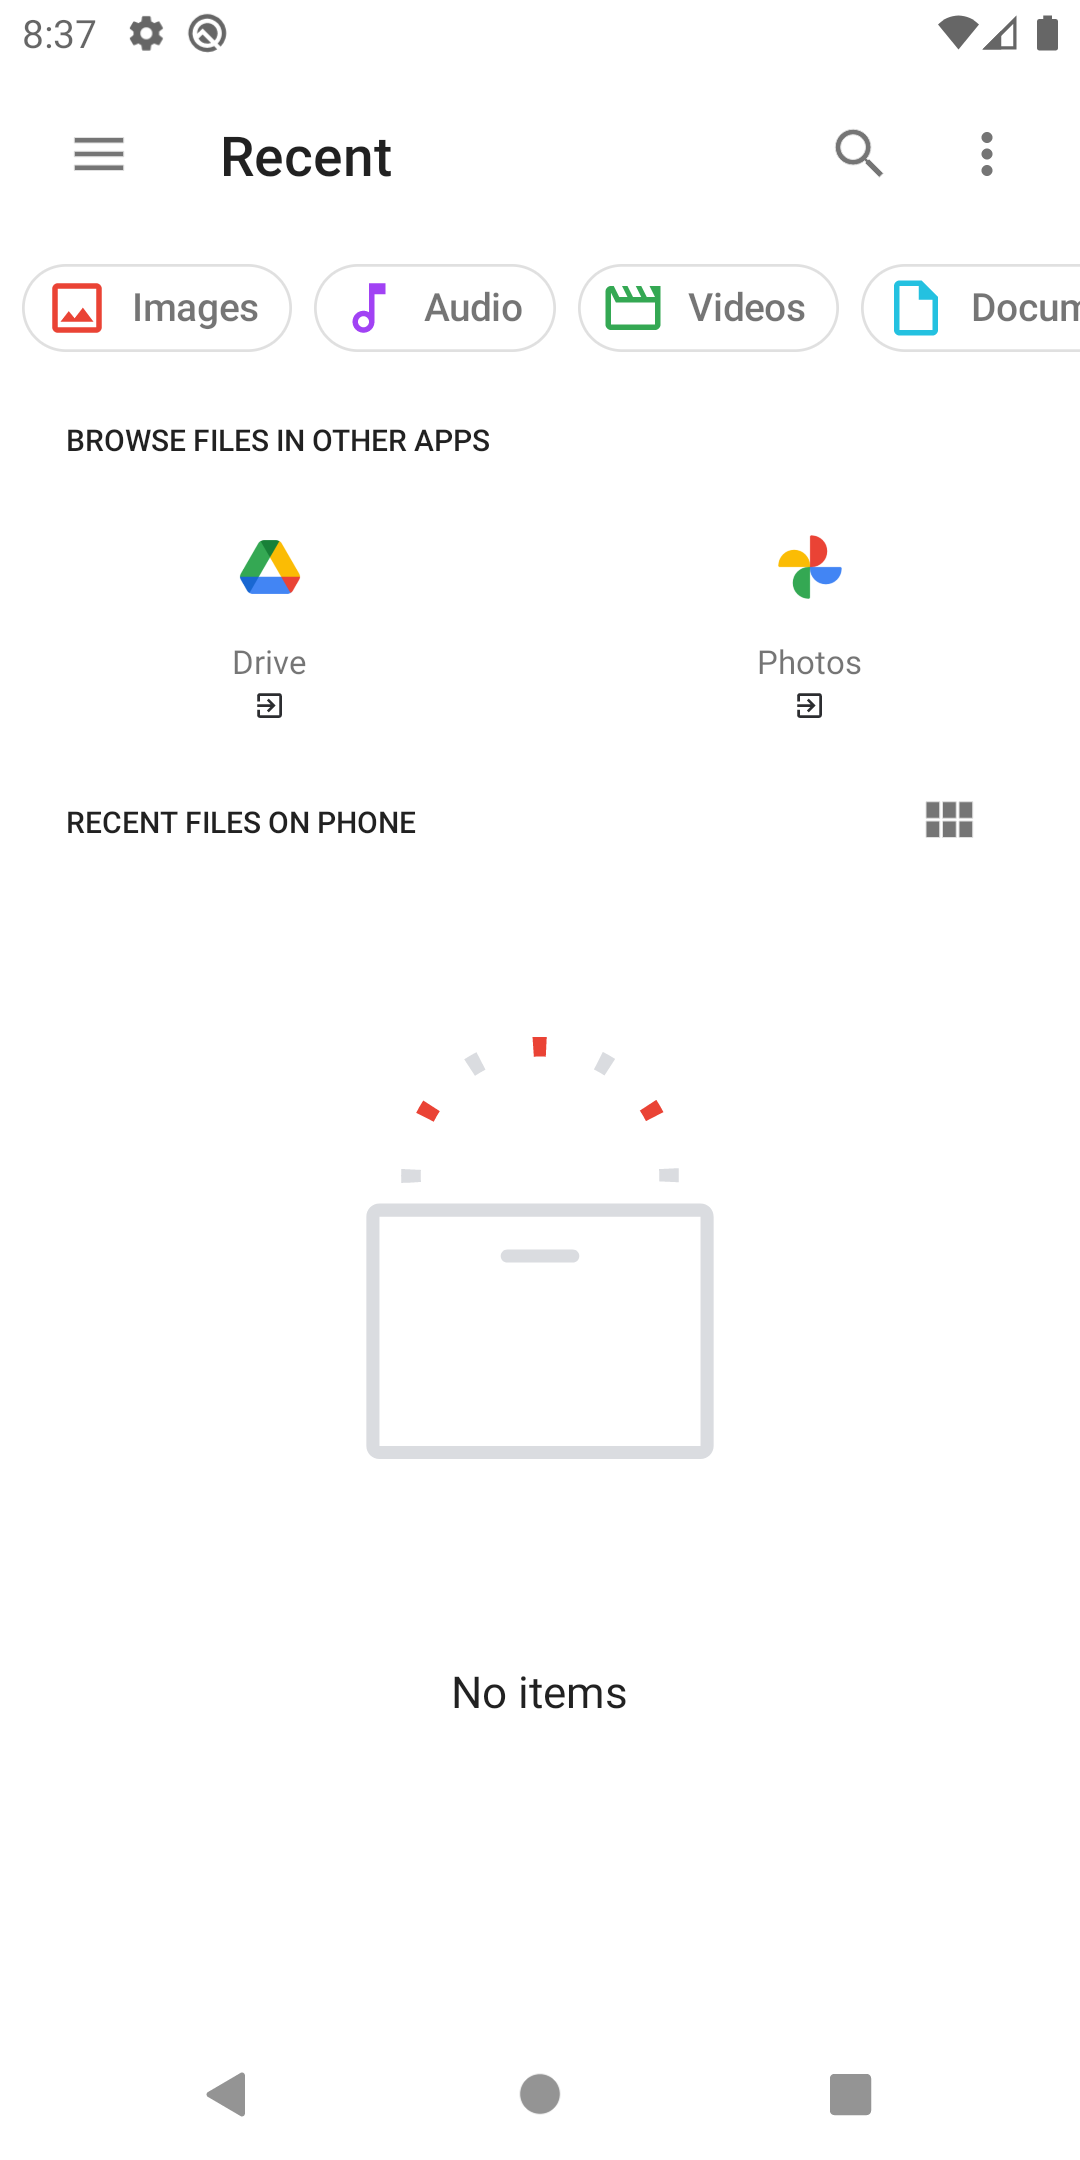 8:37
Recent
Images
Audio
Videos
Docum
BROWSE FILES IN OTHER APPS
Drive
Photos
RECENT FILES ON PHONE
No items